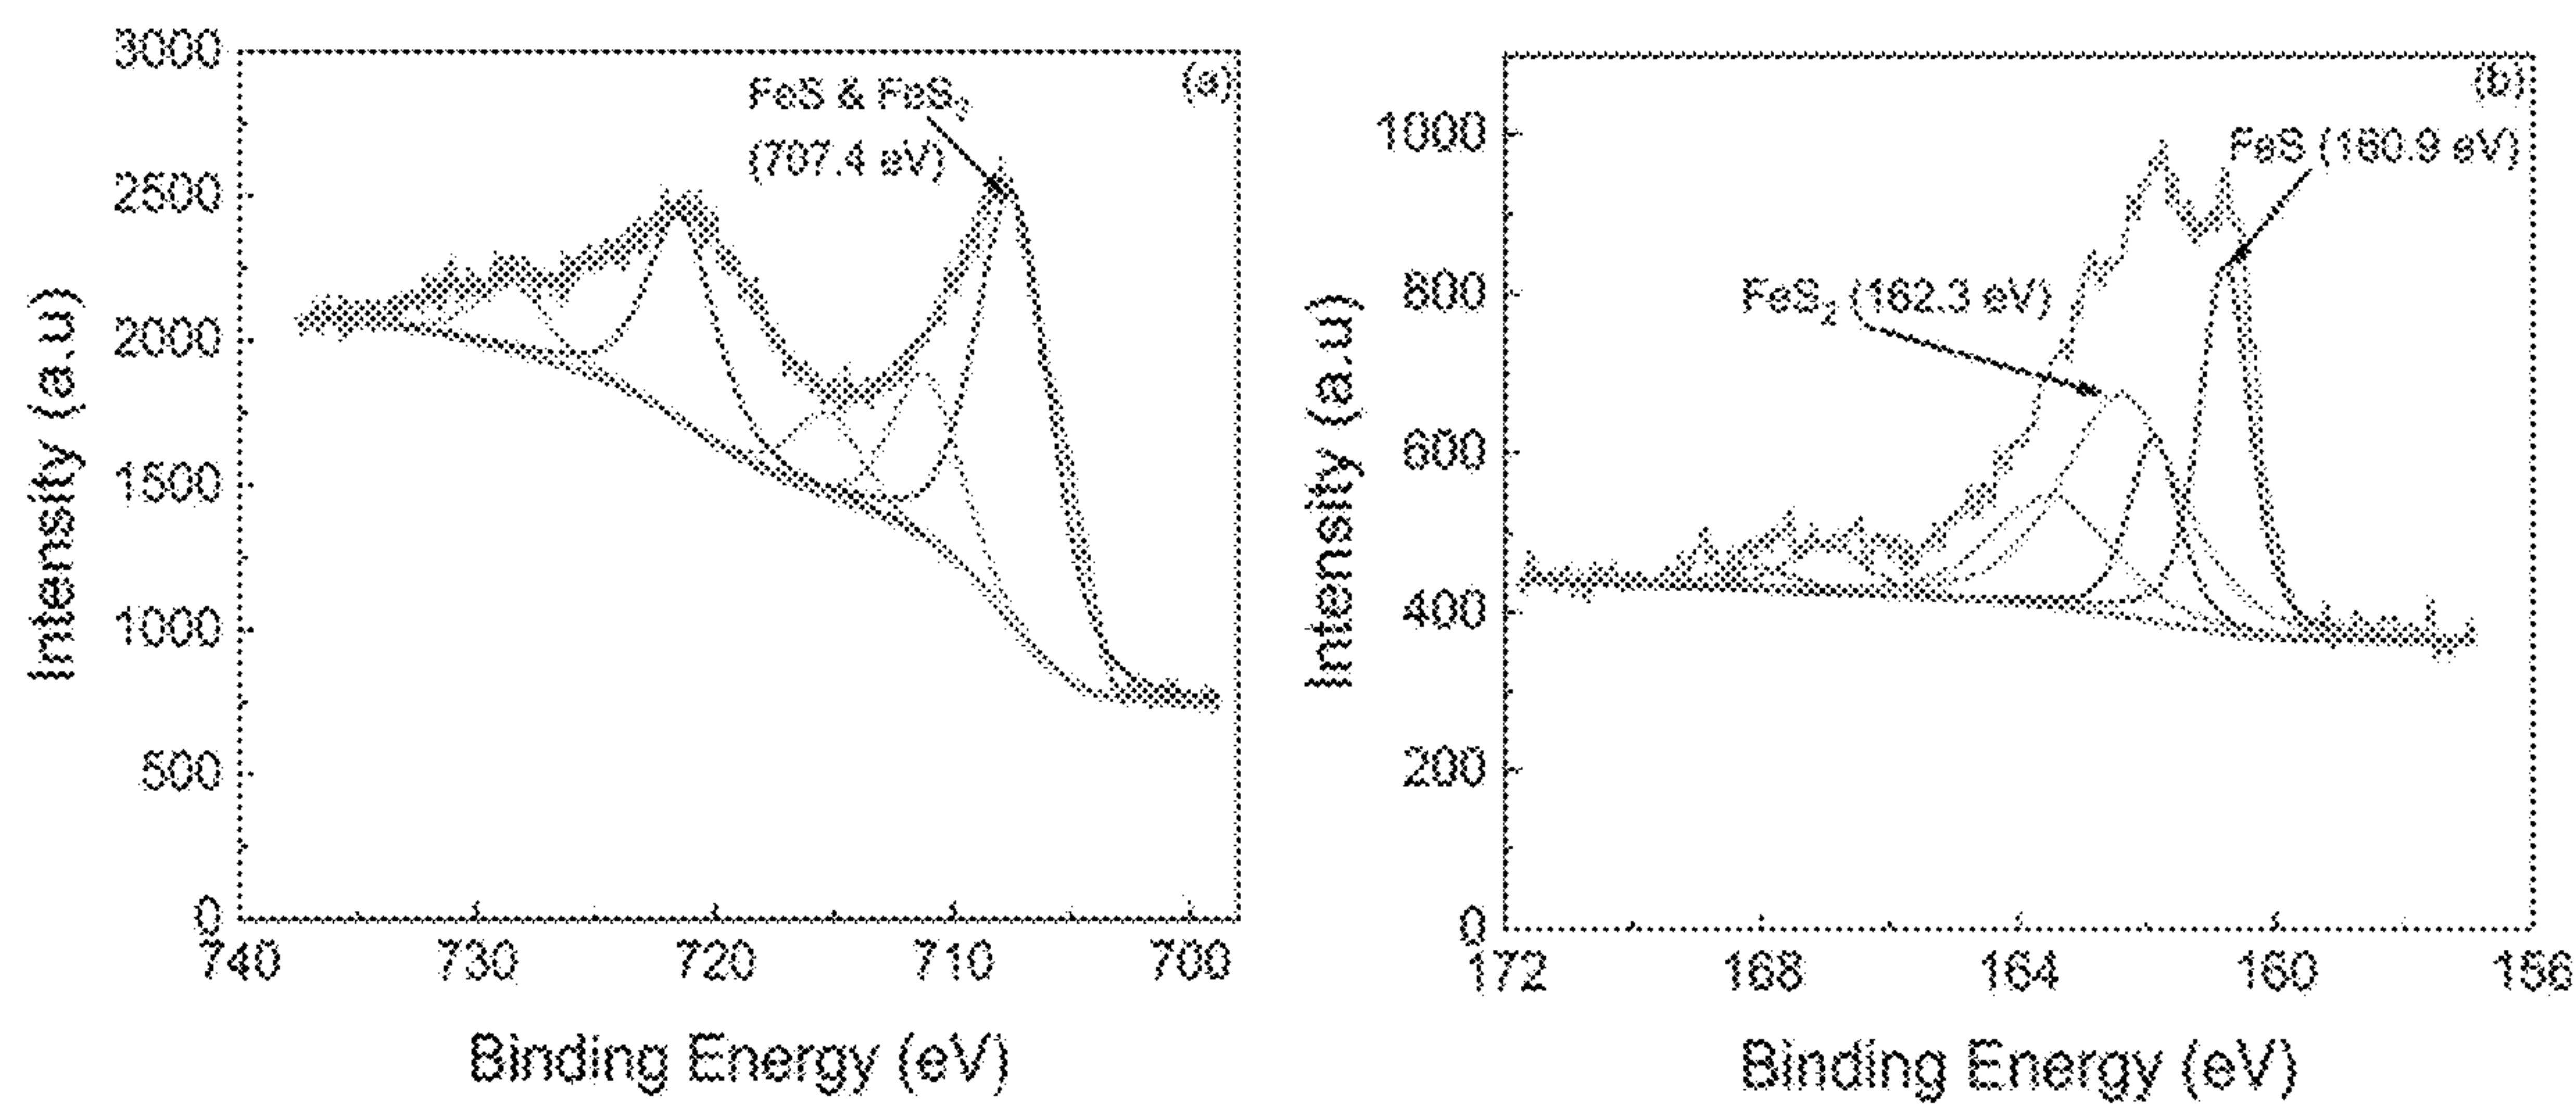 3000
2500
2000
1500
1000
500
0
740
730
720
710
700
Intensity (a.u)
Binding Energy (eV)
(a)
FeS & FeS₂
(707.4 eV)
1000
800
600
400
200
0
172
168
164
160
156
Intensity (a.u)
Binding Energy (eV)
(b)
FeS (160.9 eV)
FeS₂ (162.3 eV)